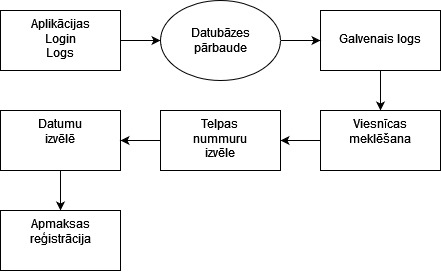 Aplikācijas
Login
Logs
Datubāzes
pārbaude
Galvenais logs
Viesnīcas
meklēšana
Telpas
nummuru
izvēle
Datumu
izvēlē
Apmaksas
reģistrācija